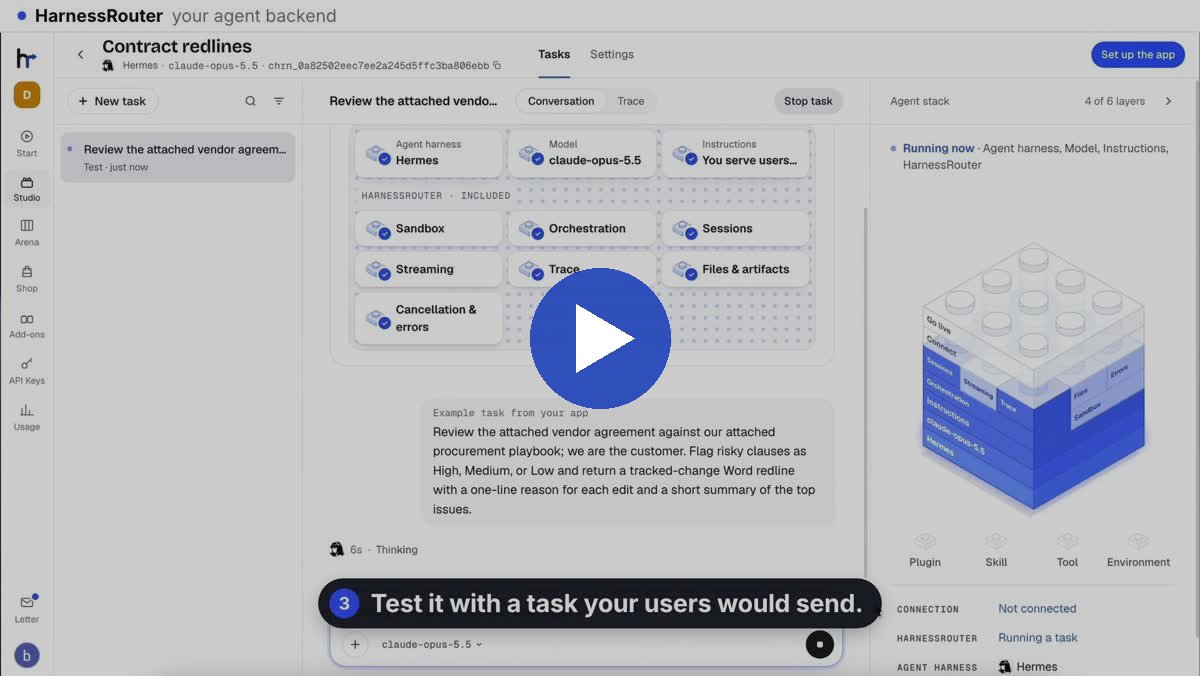 HarnessRouter your agent backend
Contract redlines
Hermes · claude-opus-5.5 · chrn_0a82502eec7ee2a245d5ffc3ba806ebb
Tasks
Settings
Set up the app
D
Start
Studio
Arena
Shop
Add-ons
API Keys
Usage
Letter
b
+ New task
Review the attached vendor agreem...
Test · just now
Review the attached vendo...
Conversation
Trace
Stop task
Agent harness
Hermes
Model
claude-opus-5.5
Instructions
You serve users...
HARNESSROUTER · INCLUDED
Sandbox
Orchestration
Sessions
Streaming
Trace
Files & artifacts
Cancellation &
errors
Example task from your app
Review the attached vendor agreement against our attached
procurement playbook; we are the customer. Flag risky clauses as
High, Medium, or Low and return a tracked-change Word redline
with a one-line reason for each edit and a short summary of the top
issues.
6s · Thinking
3 Test it with a task your users would send.
+ claude-opus-5.5
Agent stack
4 of 6 layers
Running now · Agent harness, Model, Instructions,
HarnessRouter
Go live
Connect
Sessions
Streaming
Trace
Files
Errors
Orchestration
Sandbox
Instructions
claude-opus-5.5
Hermes
Plugin
Skill
Tool
Environment
CONNECTION Not connected
HARNESSROUTER Running a task
AGENT HARNESS Hermes